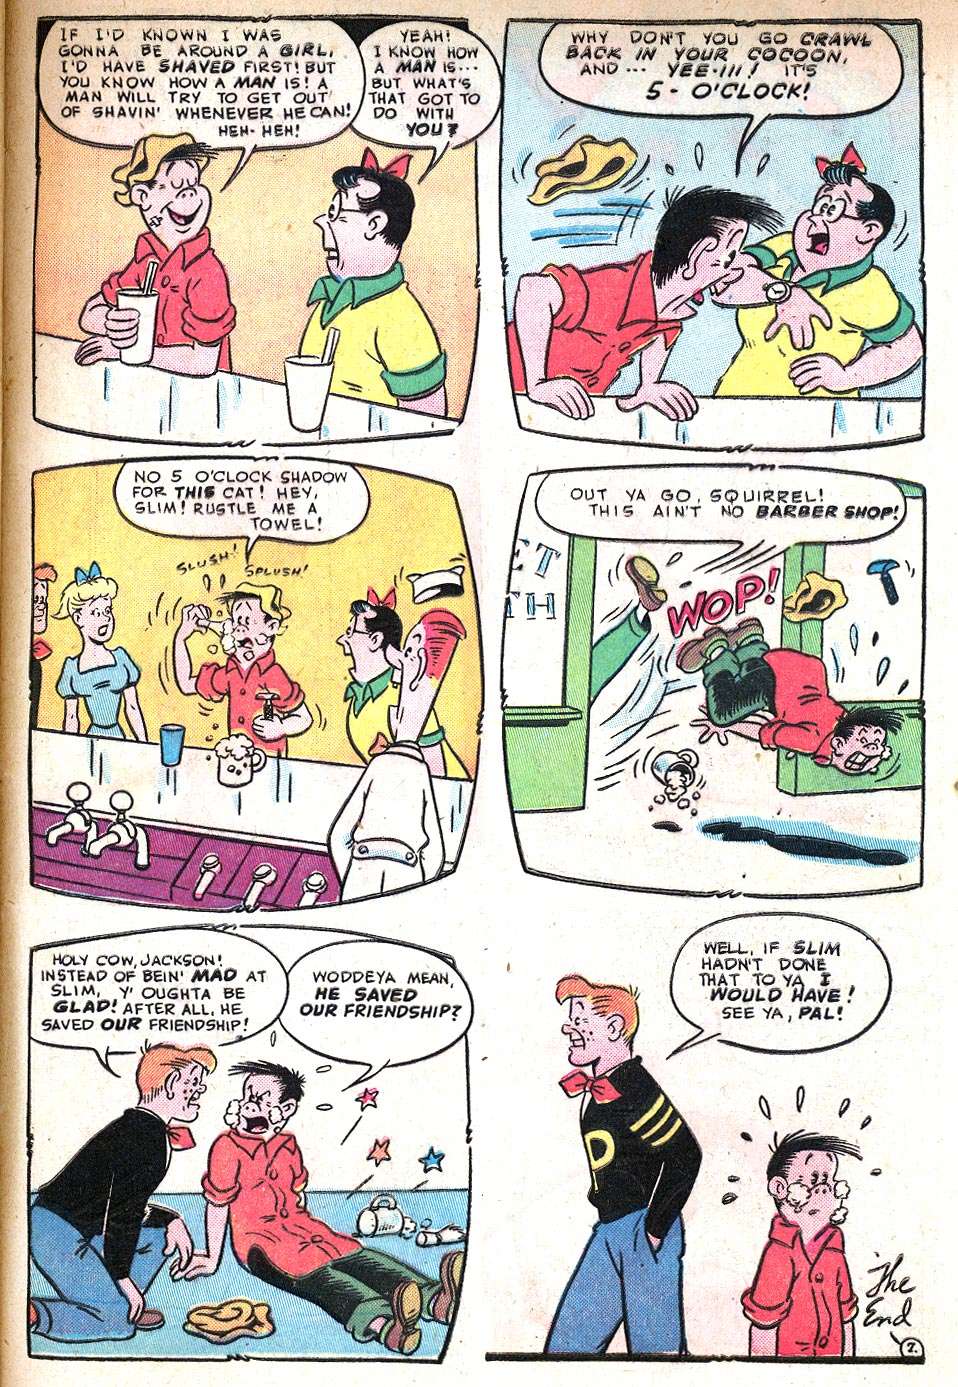 IF I'D KNOWN I WAS
GONNA BE AROUND A GIRL,
I'D HAVE SHAVED FIRST! BUT
YOU KNOW HOW A MAN IS! A
MAN WILL TRY TO GET OUT
OF SHAVIN' WHENEVER HE CAN!
HEH-HEH!
YEAH!
I KNOW HOW
A MAN IS...
BUT WHAT'S
THAT GOT TO
DO WITH
YOU?
WHY DON'T YOU GO CRAWL
BACK IN YOUR COCOON,
AND... YEE-III! IT'S
5-O'CLOCK!
NO 5 O'CLOCK SHADOW
FOR THIS CAT! HEY,
SLIM! RUSTLE ME A
TOWEL!
SLUSH!
SPLUSH!
OUT YA GO, SQUIRREL!
THIS AIN'T NO BARBER SHOP!
ET
TH
WOP!
HOLY COW, JACKSON!
INSTEAD OF BEIN' MAD AT
SLIM, Y' OUGHTA BE
GLAD! AFTER ALL, HE
SAVED OUR FRIENDSHIP!
WODDEYA MEAN,
HE SAVED
OUR FRIENDSHIP?
WELL, IF SLIM
HADN'T DONE
THAT TO YA I
WOULD HAVE!
SEE YA, PAL!
P
The
End
7.